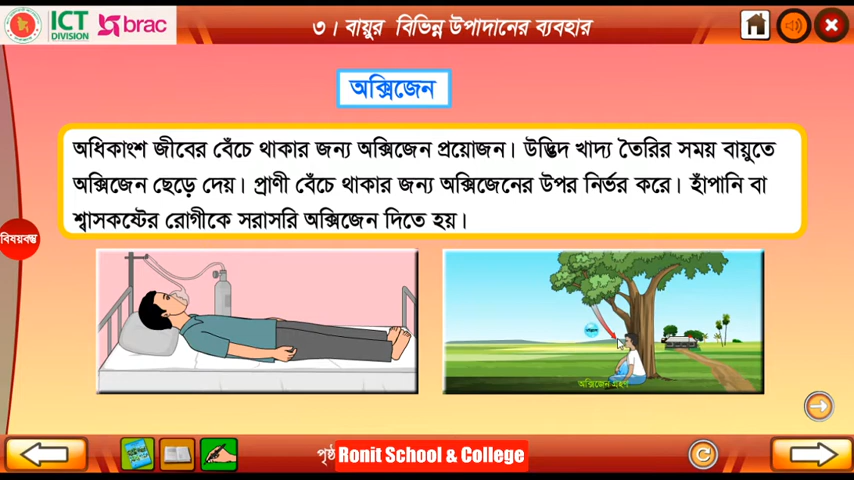 ICT
DIVISION
brac
৩। বায়ুর বিভিন্ন উপাদানের ব্যবহার
অক্সিজেন
অধিকাংশ জীবের বেঁচে থাকার জন্য অক্সিজেন প্রয়োজন। উদ্ভিদ খাদ্য তৈরির সময় বায়ুতে
অক্সিজেন ছেড়ে দেয়। প্রাণী বেঁচে থাকার জন্য অক্সিজেনের উপর নির্ভর করে। হাঁপানি বা
শ্বাসকষ্টের রোগীকে সরাসরি অক্সিজেন দিতে হয়।
বিষয়বস্তু
অক্সিজেন গ্রহণ
Ronit School & College